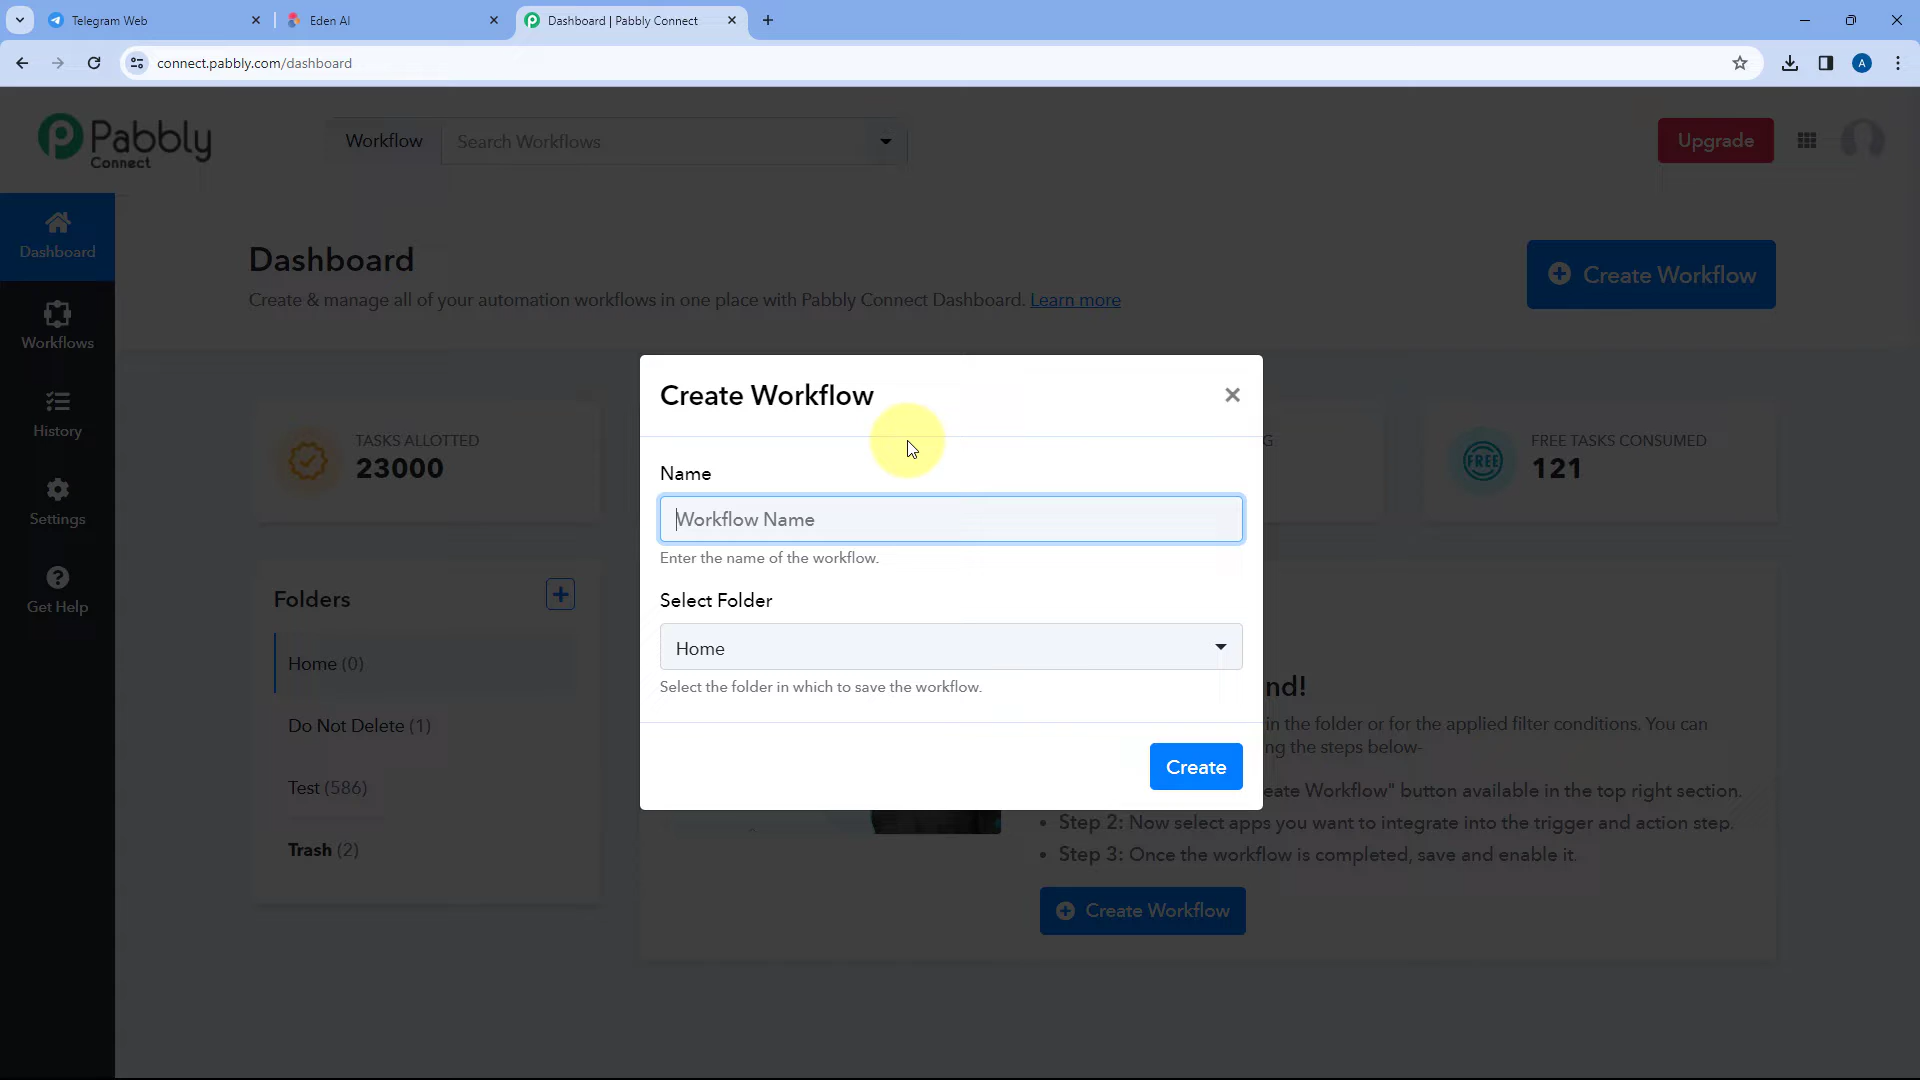 Telegram Web
Eden AI
Dashboard | Pabbly Connect
connect.pabbly.com/dashboard
A
Pabbly
Connect
Workflow
Search Workflows
Upgrade
Dashboard
Workflows
History
Settings
Get Help
Dashboard
Create & manage all of your automation workflows in one place with Pabbly Connect Dashboard. Learn more
Create Workflow
TASKS ALLOTTED
23000
G
FREE
FREE TASKS CONSUMED
121
Folders
Home (0)
Do Not Delete (1)
Test (586)
Trash (2)
Create Workflow
Name
Workflow Name
Enter the name of the workflow.
Select Folder
Home
Select the folder in which to save the workflow.
Create
nd!
in the folder or for the applied filter conditions. You can
ng the steps below-
eate Workflow" button available in the top right section.
• Step 2: Now select apps you want to integrate into the trigger and action step.
• Step 3: Once the workflow is completed, save and enable it.
Create Workflow